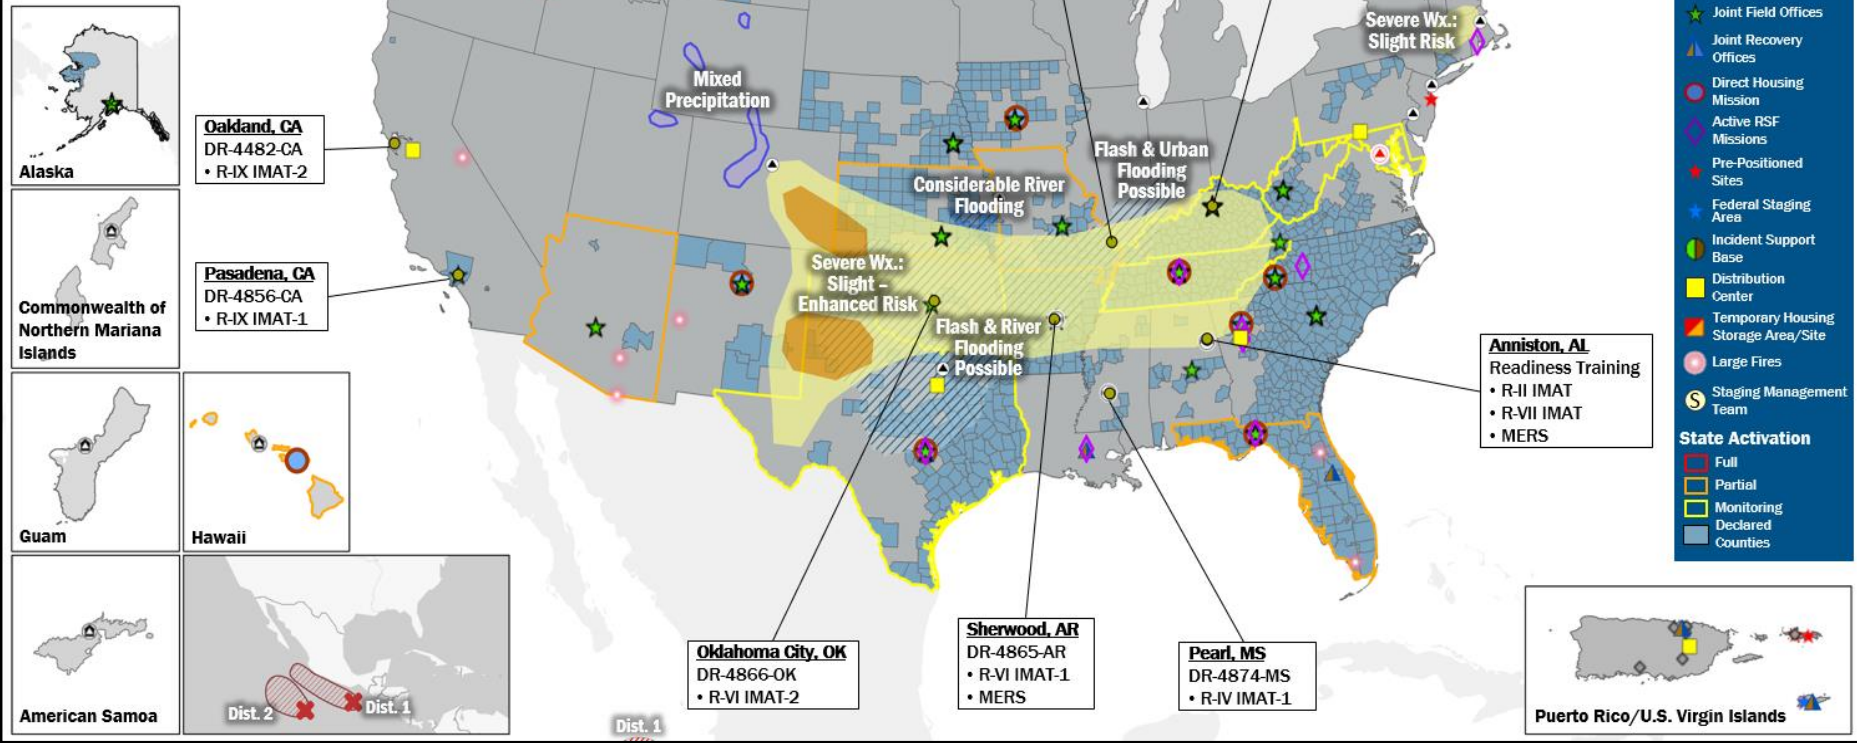 Alaska
Commonwealth of
Northern Mariana
Islands
Guam
Hawaii
American Samoa
Dist. 2
Dist. 1
Dist. 1
Oakland, CA
DR-4482-CA
• R-IX IMAT-2
Pasadena, CA
DR-4856-CA
• R-IX IMAT-1
Mixed
Precipitation
Considerable River
Flooding
Flash & Urban
Flooding
Possible
Severe Wx.:
Slight Risk
Severe Wx.:
Slight –
Enhanced Risk
Flash & River
Flooding
Possible
Oklahoma City, OK
DR-4866-OK
• R-VI IMAT-2
Sherwood, AR
DR-4865-AR
• R-VI IMAT-1
• MERS
Pearl, MS
DR-4874-MS
• R-IV IMAT-1
Anniston, AL
Readiness Training
• R-II IMAT
• R-VII IMAT
• MERS
Joint Field Offices
Joint Recovery
Offices
Direct Housing
Mission
Active RSF
Missions
Pre-Positioned
Sites
Federal Staging
Area
Incident Support
Base
Distribution
Center
Temporary Housing
Storage Area/Site
Large Fires
S
Staging Management
Team
State Activation
Full
Partial
Monitoring
Declared
Counties
Puerto Rico/U.S. Virgin Islands